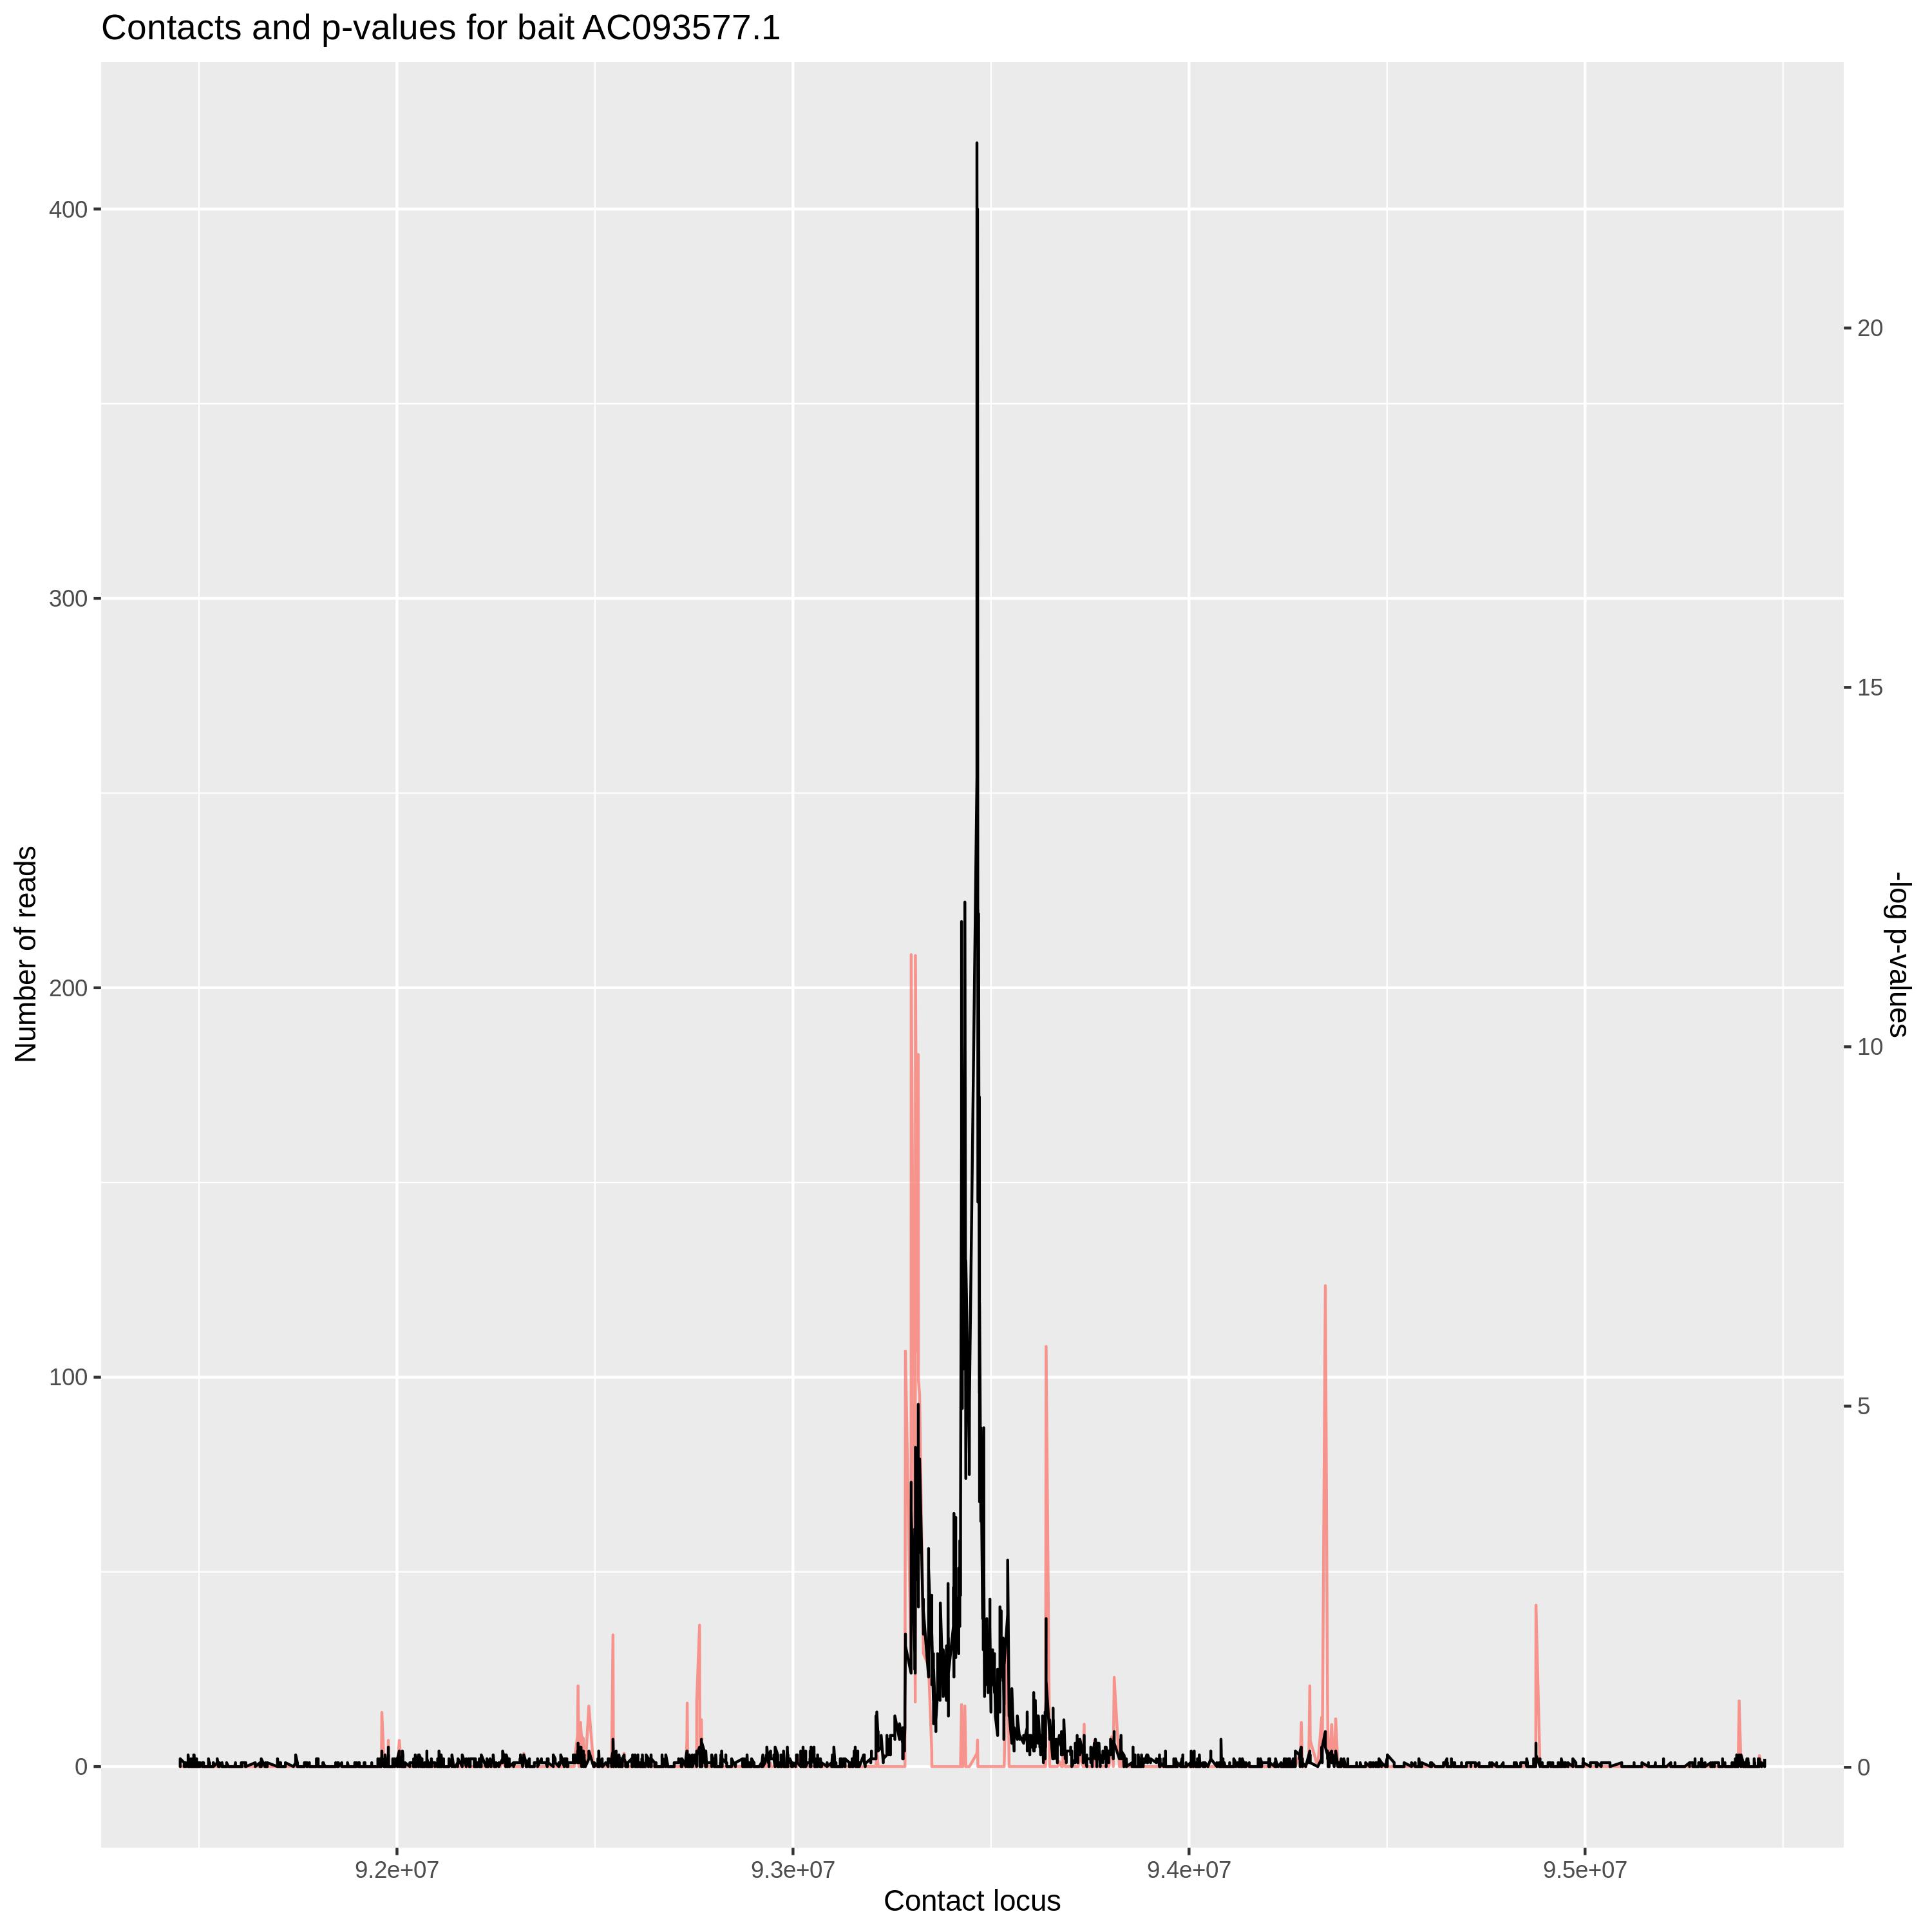 Contacts and p-values for bait AC093577.1
400
300
200
100
0
Number of reads
20
15
10
5
0
-log p-values
9.2e+07
9.3e+07
9.4e+07
9.5e+07
Contact locus